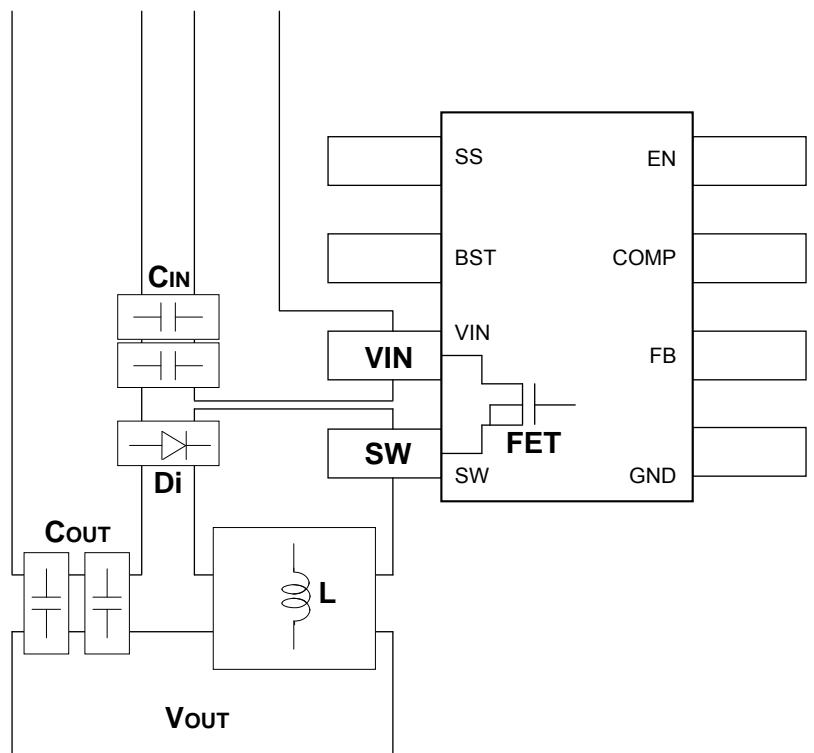 SS
EN
BST
COMP
CIN
VIN
VIN
FB
FET
SW
SW
GND
Di
COUT
L
VOUT